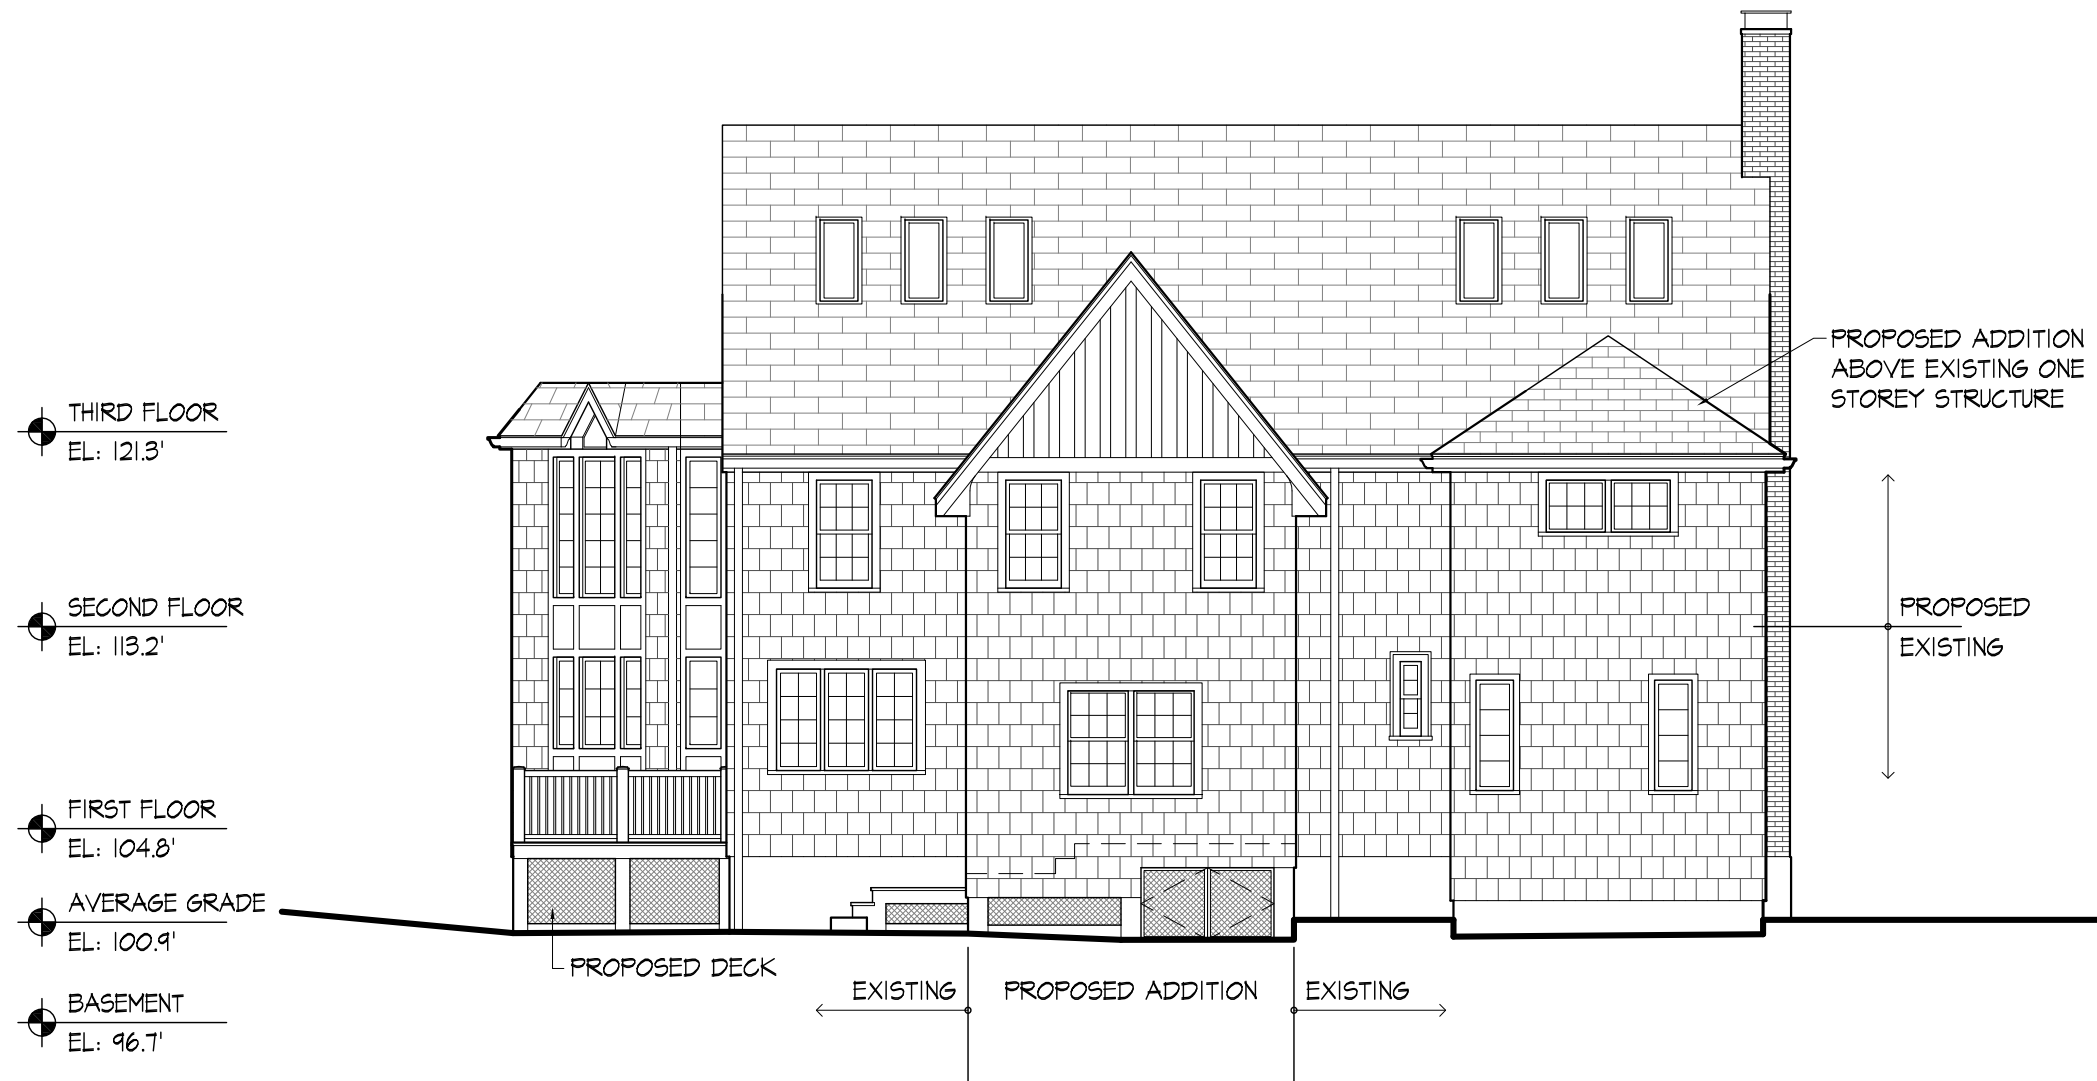 PROPOSED ADDITION
ABOVE EXISTING ONE
STOREY STRUCTURE
THIRD FLOOR
EL: 121.3'
SECOND FLOOR
EL: 113.2'
PROPOSED
EXISTING
FIRST FLOOR
EL: 104.8'
AVERAGE GRADE
EL: 100.9'
PROPOSED DECK
EXISTING
PROPOSED ADDITION
EXISTING
BASEMENT
EL: 96.7'